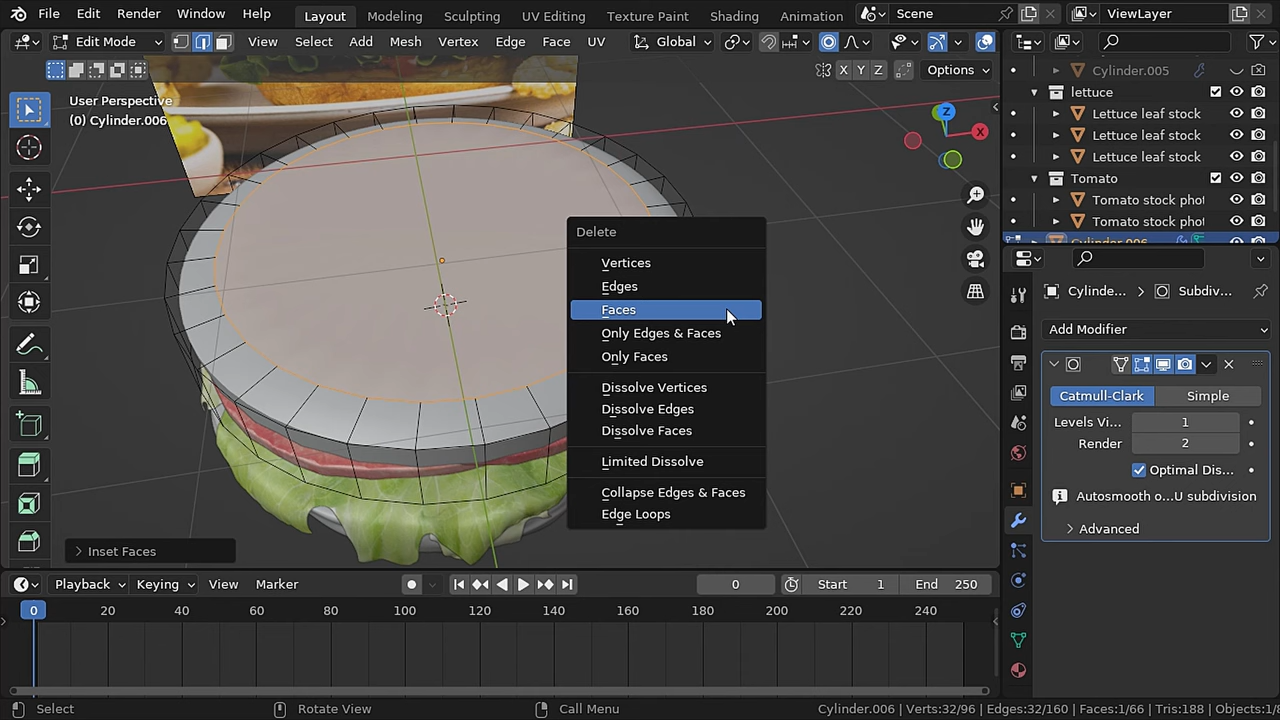 File Edit Render Window Help Layout Modeling Sculpting UV Editing Texture Paint Shading Animation Scene ViewLayer
Edit Mode View Select Add Mesh Vertex Edge Face UV Global
X Y Z Options
User Perspective
(0) Cylinder.006
Z
X
Cylinder.005
lettuce
Lettuce leaf stock
Lettuce leaf stock
Lettuce leaf stock
Tomato
Tomato stock phot
Tomato stock phot
Cylinder.006
Delete
Vertices
Edges
Faces
Only Edges & Faces
Only Faces
Dissolve Vertices
Dissolve Edges
Dissolve Faces
Limited Dissolve
Collapse Edges & Faces
Edge Loops
Cylinde... Subdiv...
Add Modifier
Catmull-Clark Simple
Levels Vi... 1
Render 2
Optimal Dis...
Autosmooth o...U subdivision
Advanced
Inset Faces
Playback Keying View Marker 0 Start 1 End 250
0 20 40 60 80 100 120 140 160 180 200 220 240
Select Rotate View Call Menu Cylinder.006 | Verts:32/96 | Edges:32/160 | Faces:1/66 | Tris:188 | Objects:1/